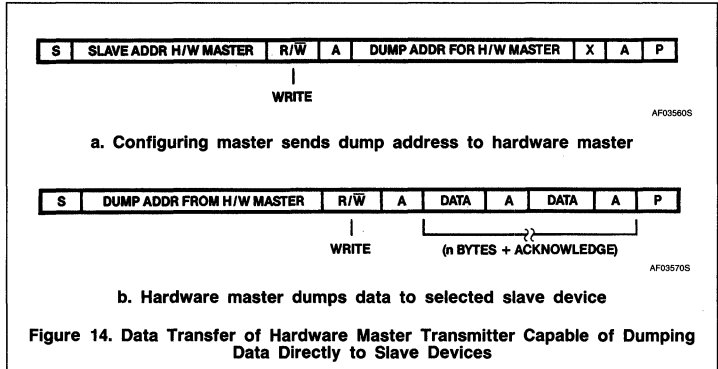 S SLAVE ADDR H/W MASTER R/W̅ A DUMP ADDR FOR H/W MASTER X A P
WRITE
AF03560S
a. Configuring master sends dump address to hardware master
S DUMP ADDR FROM H/W MASTER R/W̅ A DATA A DATA A P
WRITE
(n BYTES + ACKNOWLEDGE)
AF03570S
b. Hardware master dumps data to selected slave device
Figure 14. Data Transfer of Hardware Master Transmitter Capable of Dumping
Data Directly to Slave Devices